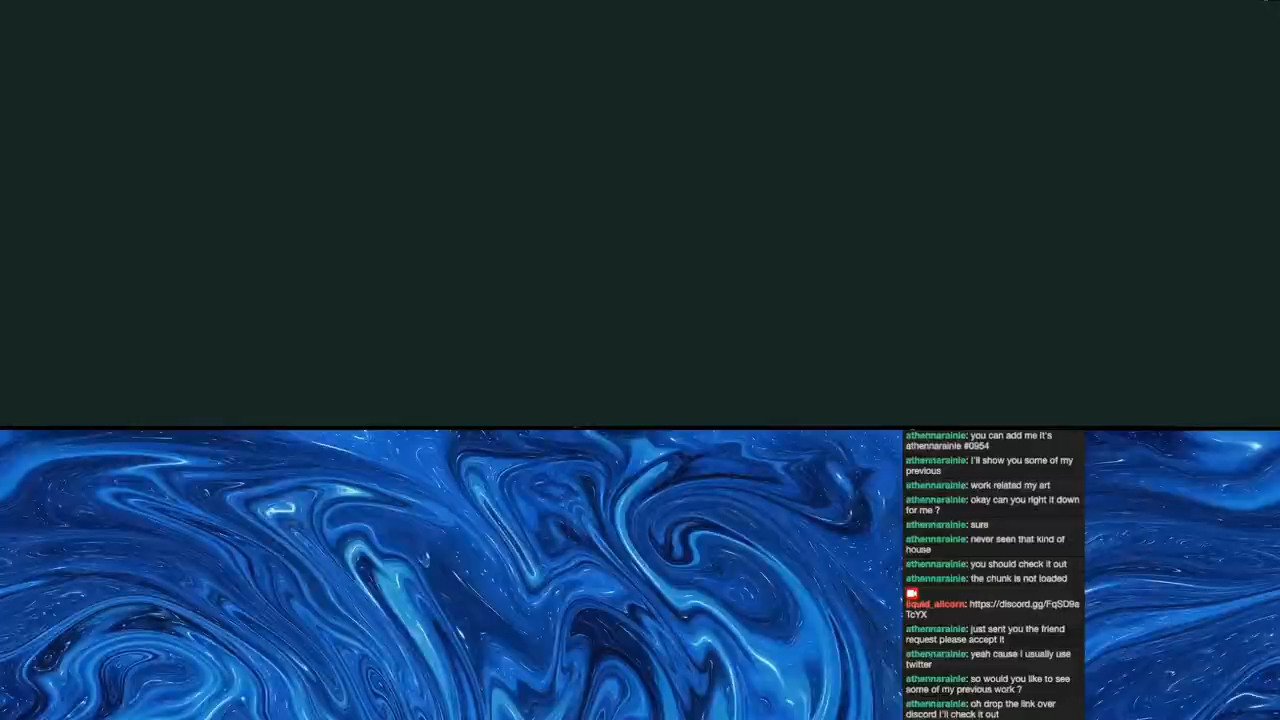 athennarainie: you can add me it's
athennarainie #0954
athennarainie: I'll show you some of my
previous
athennarainie: work relatad my art
athennarainie: okay can you right it down
for me ?
athennarainie: sure
athennarainie: never seen that kind of
house
athennarainie: you should check it out
athennarainie: the chunk is not loaded
liquid_allcorn: https://discord.gg/FqSD9e
TcYX
athennarainie: just sent you the friend
request please accept it
athennarainie: yeah cause I usually use
twitter
athennarainie: so would you like to see
some of my previous work ?
athennarainie: oh drop the link over
discord I'll check it out